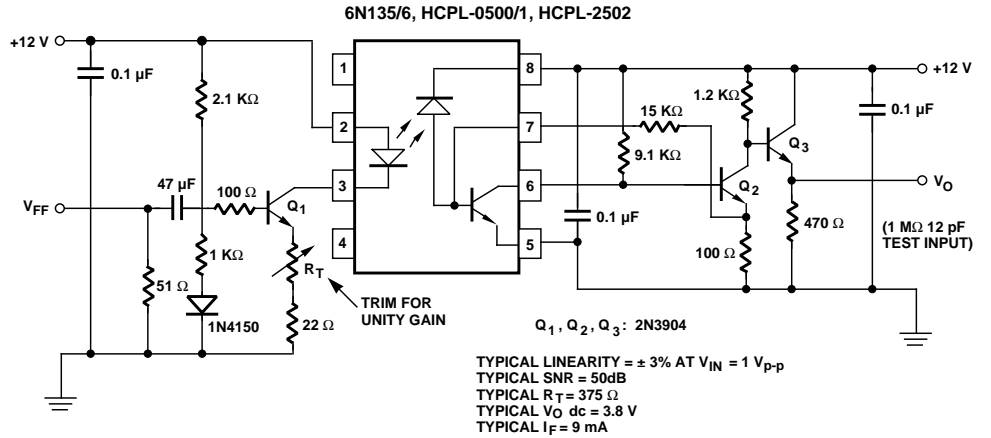 6N135/6, HCPL-0500/1, HCPL-2502
+12 V
0.1 µF
2.1 KΩ
1
2
3
4
8
7
6
5
15 KΩ
9.1 KΩ
1.2 KΩ
+12 V
0.1 µF
Q3
Q2
VO
(1 MΩ 12 pF
TEST INPUT)
470 Ω
100 Ω
0.1 µF
47 µF
VFF
100 Ω
Q1
1 KΩ
51 Ω
RT
1N4150
22 Ω
TRIM FOR
UNITY GAIN
Q1, Q2, Q3: 2N3904
TYPICAL LINEARITY = ± 3% AT VIN = 1 Vp-p
TYPICAL SNR = 50dB
TYPICAL RT = 375 Ω
TYPICAL VO dc = 3.8 V
TYPICAL IF = 9 mA